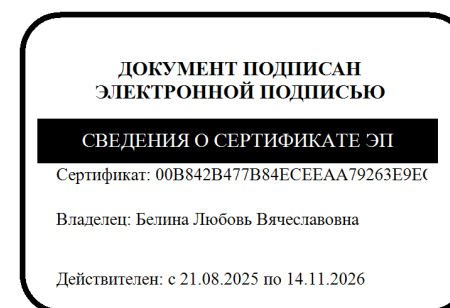 ДОКУМЕНТ ПОДПИСАН
ЭЛЕКТРОННОЙ ПОДПИСЬЮ
СВЕДЕНИЯ О СЕРТИФИКАТЕ ЭП
Сертификат: 00B842B477B84ECEEAA79263E9EC
Владелец: Белина Любовь Вячеславовна
Действителен: с 21.08.2025 по 14.11.2026